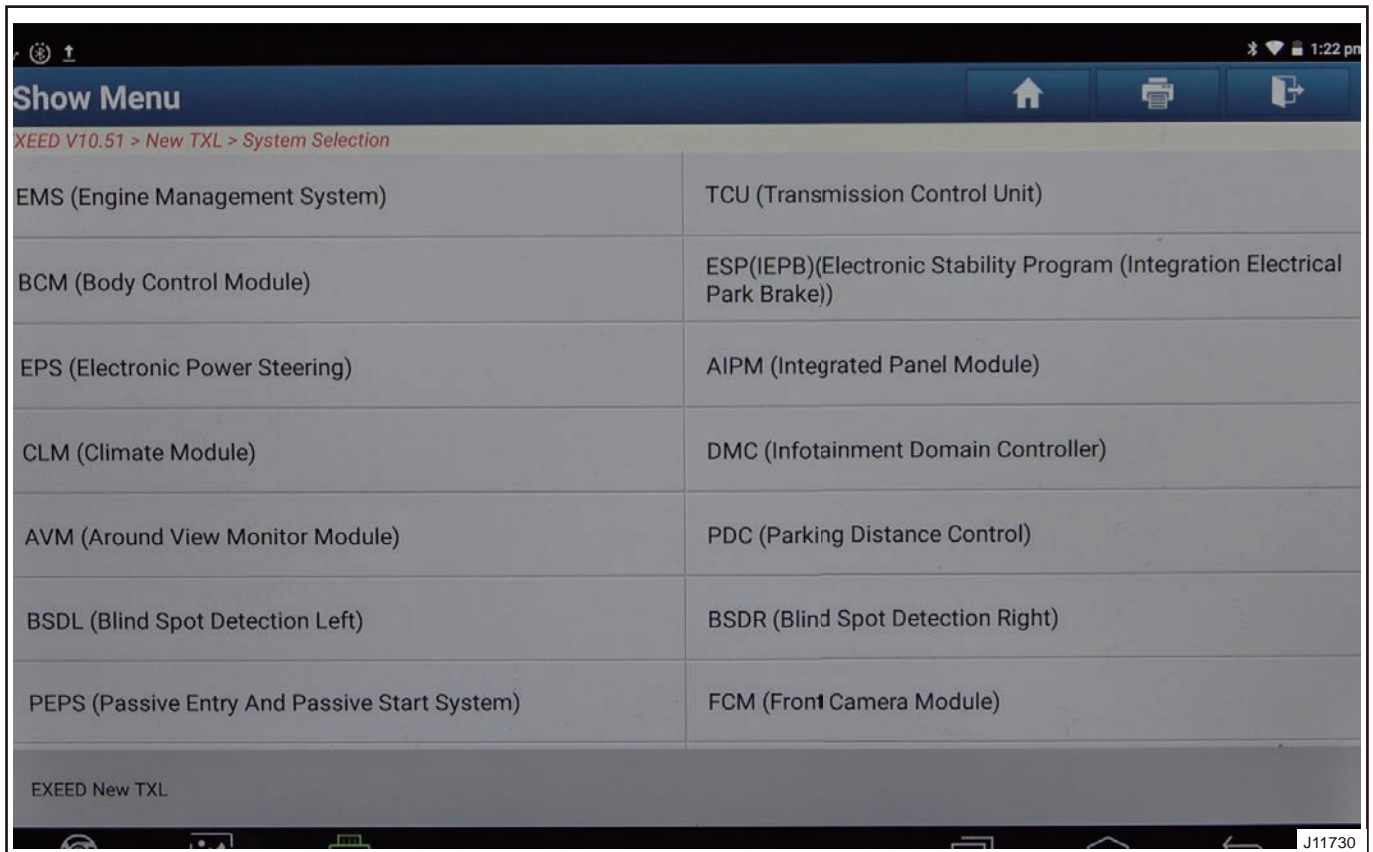 1:22 pm
Show Menu
XEED V10.51 > New TXL > System Selection
EMS (Engine Management System)
TCU (Transmission Control Unit)
BCM (Body Control Module)
ESP(IEPB)(Electronic Stability Program (Integration Electrical
Park Brake))
EPS (Electronic Power Steering)
AIPM (Integrated Panel Module)
CLM (Climate Module)
DMC (Infotainment Domain Controller)
AVM (Around View Monitor Module)
PDC (Parking Distance Control)
BSDL (Blind Spot Detection Left)
BSDR (Blind Spot Detection Right)
PEPS (Passive Entry And Passive Start System)
FCM (Front Camera Module)
EXEED New TXL
J11730